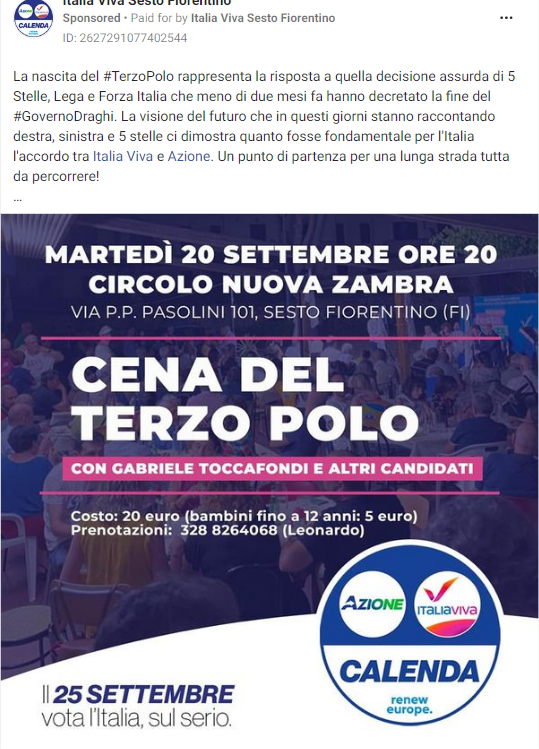 Italia Viva Sesto Fiorentino
Sponsored • Paid for by Italia Viva Sesto Fiorentino
ID: 2627291077402544
La nascita del #TerzoPolo rappresenta la risposta a quella decisione assurda di 5
Stelle, Lega e Forza Italia che meno di due mesi fa hanno decretato la fine del
#GovernoDraghi. La visione del futuro che in questi giorni stanno raccontando
destra, sinistra e 5 stelle ci dimostra quanto fosse fondamentale per l'Italia
l'accordo tra Italia Viva e Azione. Un punto di partenza per una lunga strada tutta
da percorrere!
...
MARTEDÌ 20 SETTEMBRE ORE 20
CIRCOLO NUOVA ZAMBRA
VIA P.P. PASOLINI 101, SESTO FIORENTINO (FI)
CENA DEL
TERZO POLO
CON GABRIELE TOCCAFONDI E ALTRI CANDIDATI
Costo: 20 euro (bambini fino a 12 anni: 5 euro)
Prenotazioni: 328 8264068 (Leonardo)
AZIONE
ITALIAVIVA
CALENDA
renew
europe.
Il 25 SETTEMBRE
vota l'Italia, sul serio.